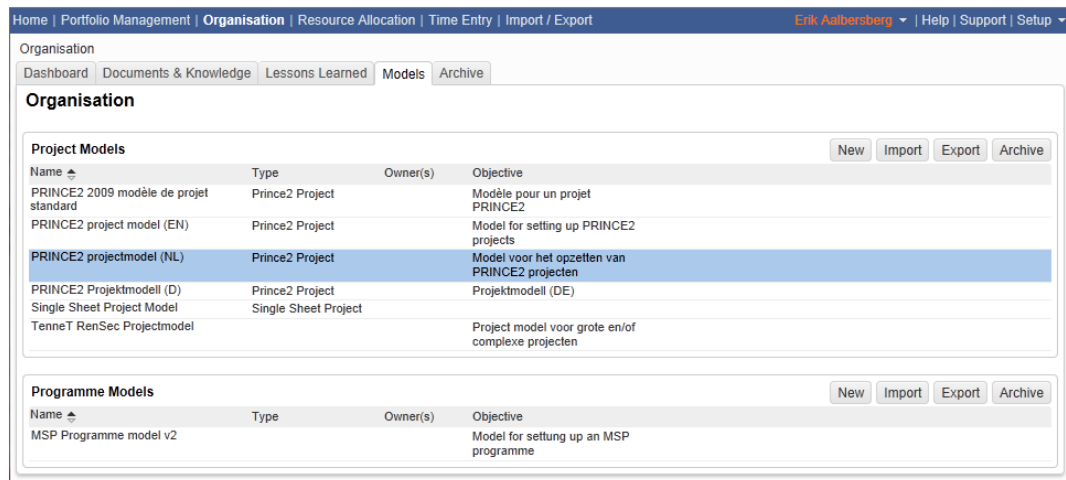 Home | Portfolio Management | Organisation | Resource Allocation | Time Entry | Import / Export Erik Aalbersberg | Help | Support | Setup
Organisation
Dashboard Documents & Knowledge Lessons Learned Models Archive
Organisation
Project Models New Import Export Archive
Name Type Owner(s) Objective
PRINCE2 2009 modèle de projet Prince2 Project Modèle pour un projet
standard PRINCE2
PRINCE2 project model (EN) Prince2 Project Model for setting up PRINCE2
projects
PRINCE2 projectmodel (NL) Prince2 Project Model voor het opzetten van
PRINCE2 projecten
PRINCE2 Projektmodell (D) Prince2 Project Projektmodell (DE)
Single Sheet Project Model Single Sheet Project
TenneT RenSec Projectmodel Project model voor grote en/of
complexe projecten
Programme Models New Import Export Archive
Name Type Owner(s) Objective
MSP Programme model v2 Model for settung up an MSP
programme